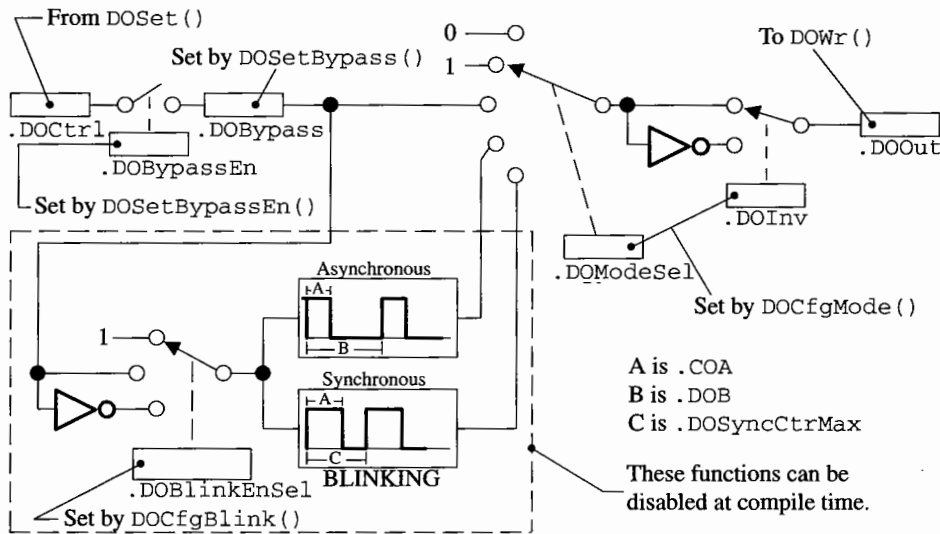 From DOSet()
0
To DOWr()
Set by DOSetBypass()
1
.DOCtrl
.DOBypass
.DOOut
.DOBypassEn
Set by DOSetBypassEn()
.DOInv
.DOModeSel
Asynchronous
A
B
Set by DOCfgMode()
1
Synchronous
A
C
A is .COA
B is .DOB
C is .DOSyncCtrMax
BLINKING
.DOBlinkEnSel
Set by DOCfgBlink()
These functions can be
disabled at compile time.